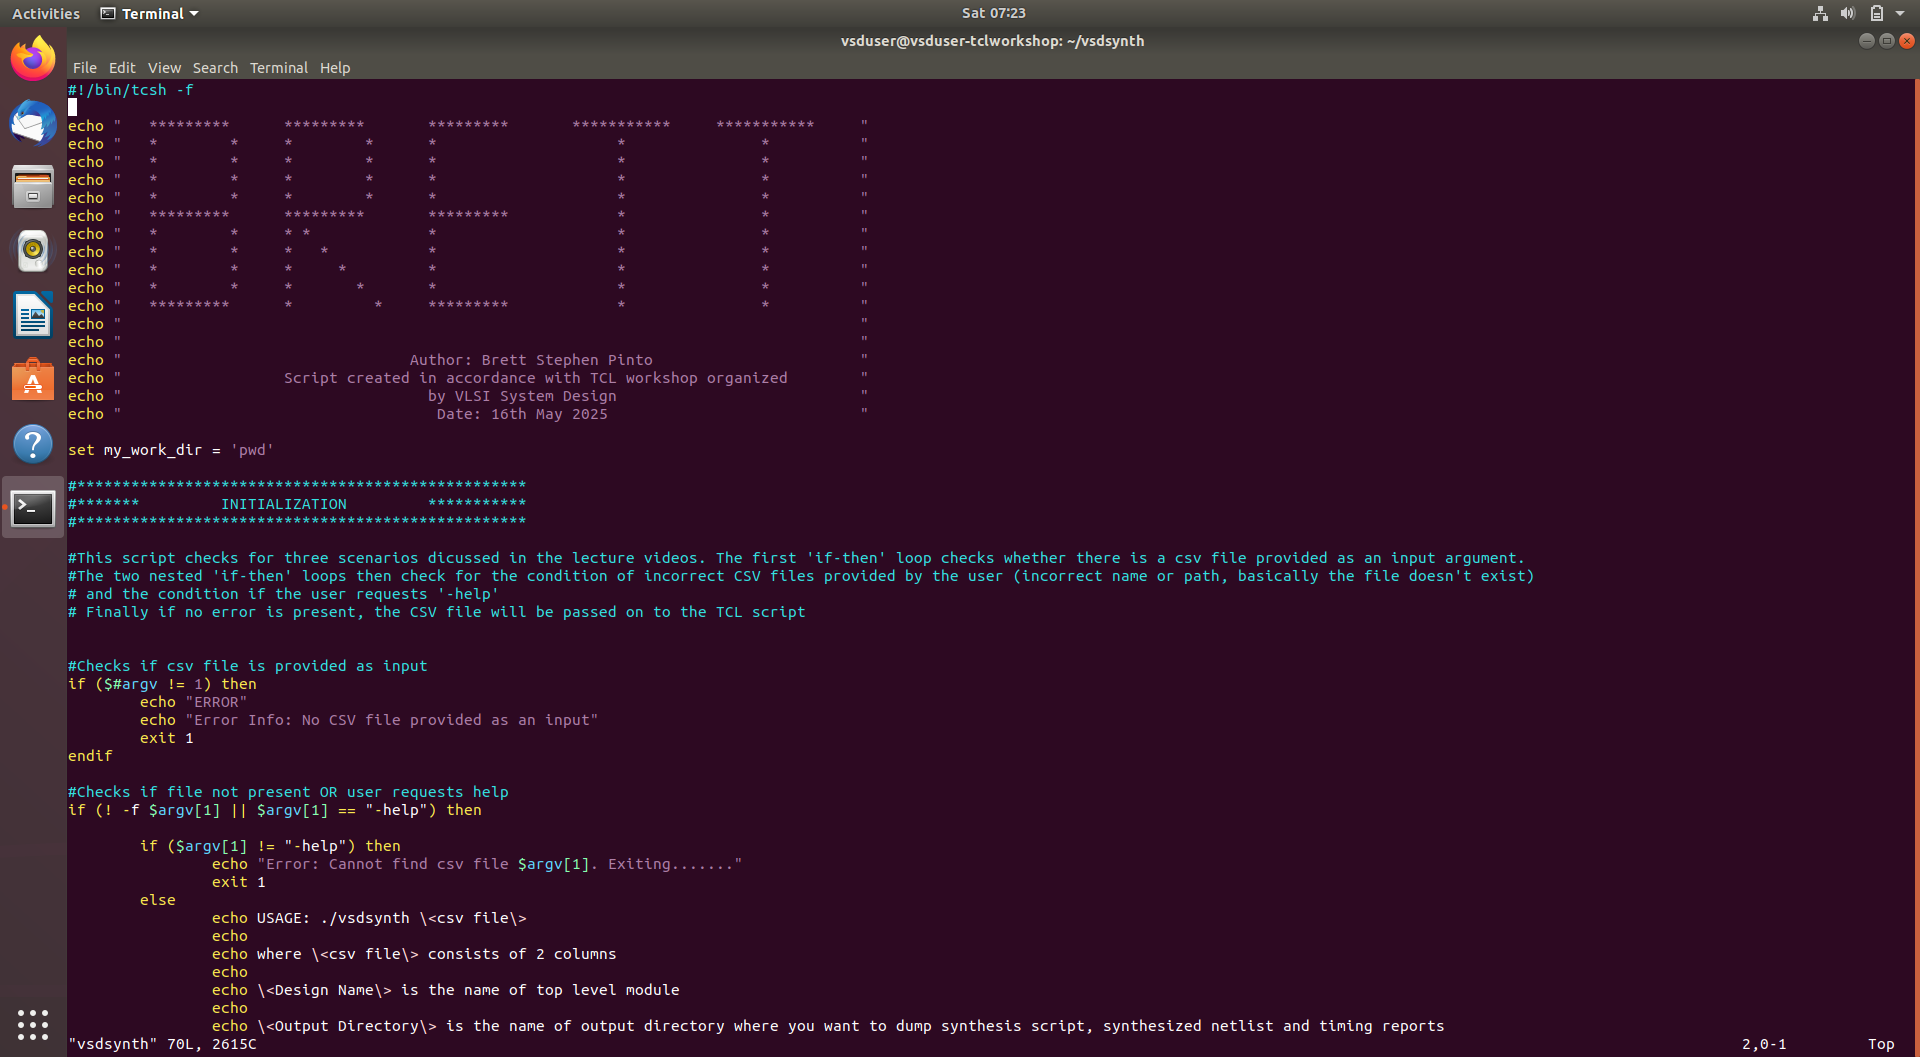 Activities Terminal Sat 07:23
vsduser@vsduser-tclworkshop: ~/vsdsynth
File Edit View Search Terminal Help
#!/bin/tcsh -f
echo "   *********      *********       *********       ***********     ***********     "
echo "   *        *     *        *      *                    *               *          "
echo "   *        *     *        *      *                    *               *          "
echo "   *        *     *        *      *                    *               *          "
echo "   *        *     *        *      *                    *               *          "
echo "   *********      *********       *********            *               *          "
echo "   *        *     * *             *                    *               *          "
echo "   *        *     *   *           *                    *               *          "
echo "   *        *     *     *         *                    *               *          "
echo "   *        *     *       *       *                    *               *          "
echo "   *********      *         *     *********            *               *          "
echo "                                                                                  "
echo "                                                                                  "
echo "                                Author: Brett Stephen Pinto                       "
echo "                  Script created in accordance with TCL workshop organized        "
echo "                                  by VLSI System Design                           "
echo "                                   Date: 16th May 2025                            "
set my_work_dir = 'pwd'
#**************************************************
#*******         INITIALIZATION         ***********
#**************************************************
#This script checks for three scenarios dicussed in the lecture videos. The first 'if-then' loop checks whether there is a csv file provided as an input argument.
#The two nested 'if-then' loops then check for the condition of incorrect CSV files provided by the user (incorrect name or path, basically the file doesn't exist)
# and the condition if the user requests '-help'
# Finally if no error is present, the CSV file will be passed on to the TCL script
#Checks if csv file is provided as input
if ($#argv != 1) then
        echo "ERROR"
        echo "Error Info: No CSV file provided as an input"
        exit 1
endif
#Checks if file not present OR user requests help
if (! -f $argv[1] || $argv[1] == "-help") then
        if ($argv[1] != "-help") then
                echo "Error: Cannot find csv file $argv[1]. Exiting......."
                exit 1
        else
                echo USAGE: ./vsdsynth \<csv file\>
                echo
                echo where \<csv file\> consists of 2 columns
                echo
                echo \<Design Name\> is the name of top level module
                echo
                echo \<Output Directory\> is the name of output directory where you want to dump synthesis script, synthesized netlist and timing reports
"vsdsynth" 70L, 2615C 2,0-1 Top